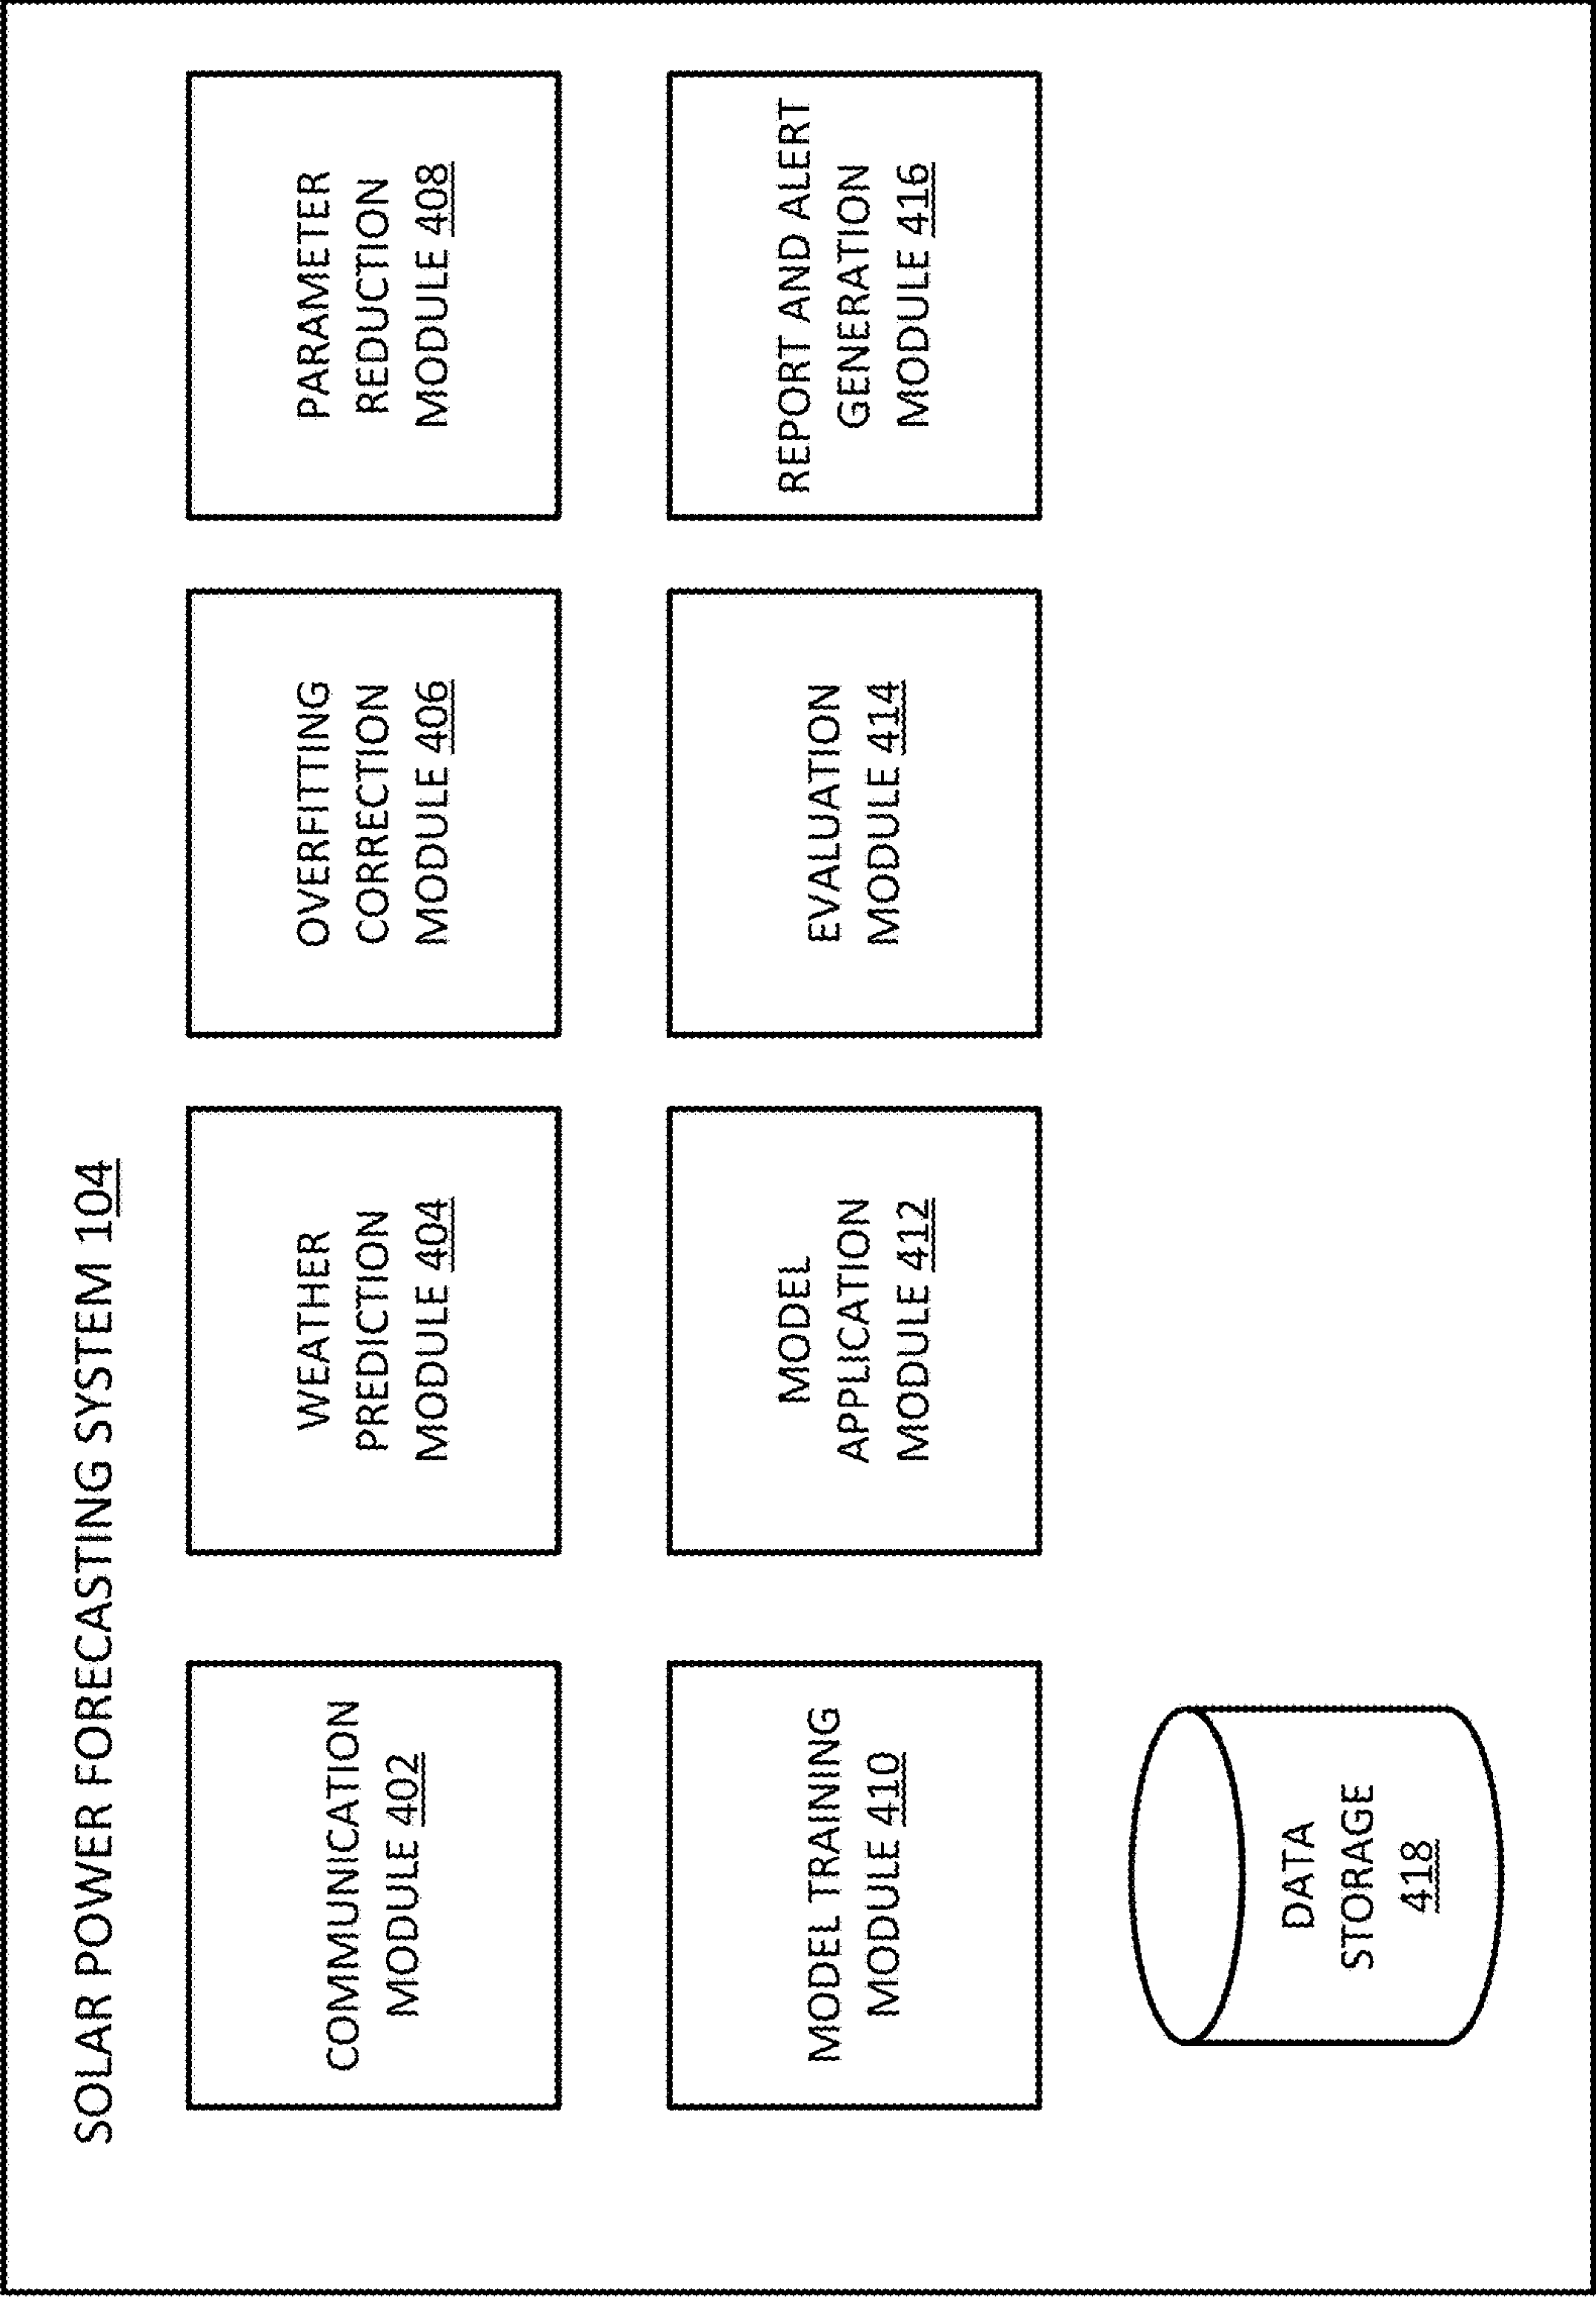 SOLAR POWER FORECASTING SYSTEM 104
COMMUNICATION
MODULE 402
WEATHER
PREDICTION
MODULE 404
OVERFITTING
CORRECTION
MODULE 406
PARAMETER
REDUCTION
MODULE 408
MODEL TRAINING
MODULE 410
MODEL
APPLICATION
MODULE 412
EVALUATION
MODULE 414
REPORT AND ALERT
GENERATION
MODULE 416
DATA
STORAGE
418